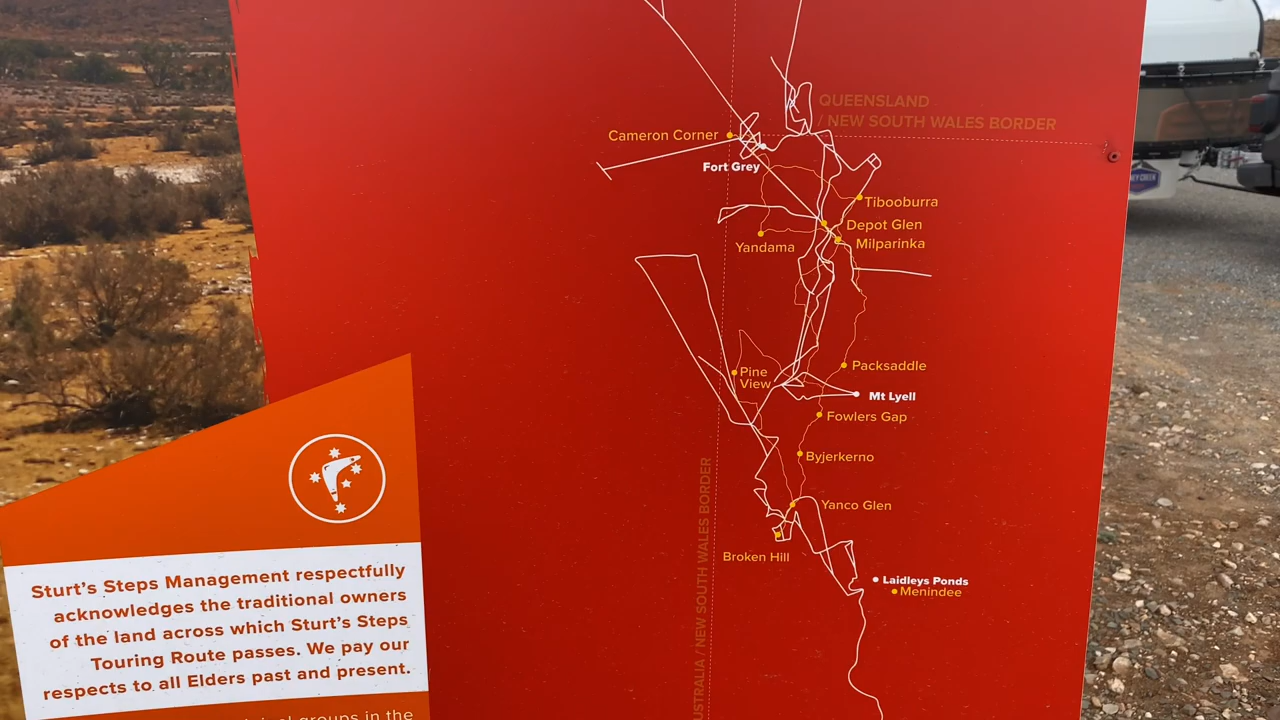 QUEENSLAND
/ NEW SOUTH WALES BORDER
Cameron Corner
Fort Grey
Tibooburra
Depot Glen
Milparinka
Yandama
Packsaddle
Pine
View
Mt Lyell
Fowlers Gap
Byjerkerno
Yanco Glen
Broken Hill
Laidleys Ponds
Menindee
/ NEW SOUTH WALES BORDER
Sturt's Steps Management respectfully
acknowledges the traditional owners
of the land across which Sturt's Steps
Touring Route passes. We pay our
respects to all Elders past and present.
groups in the